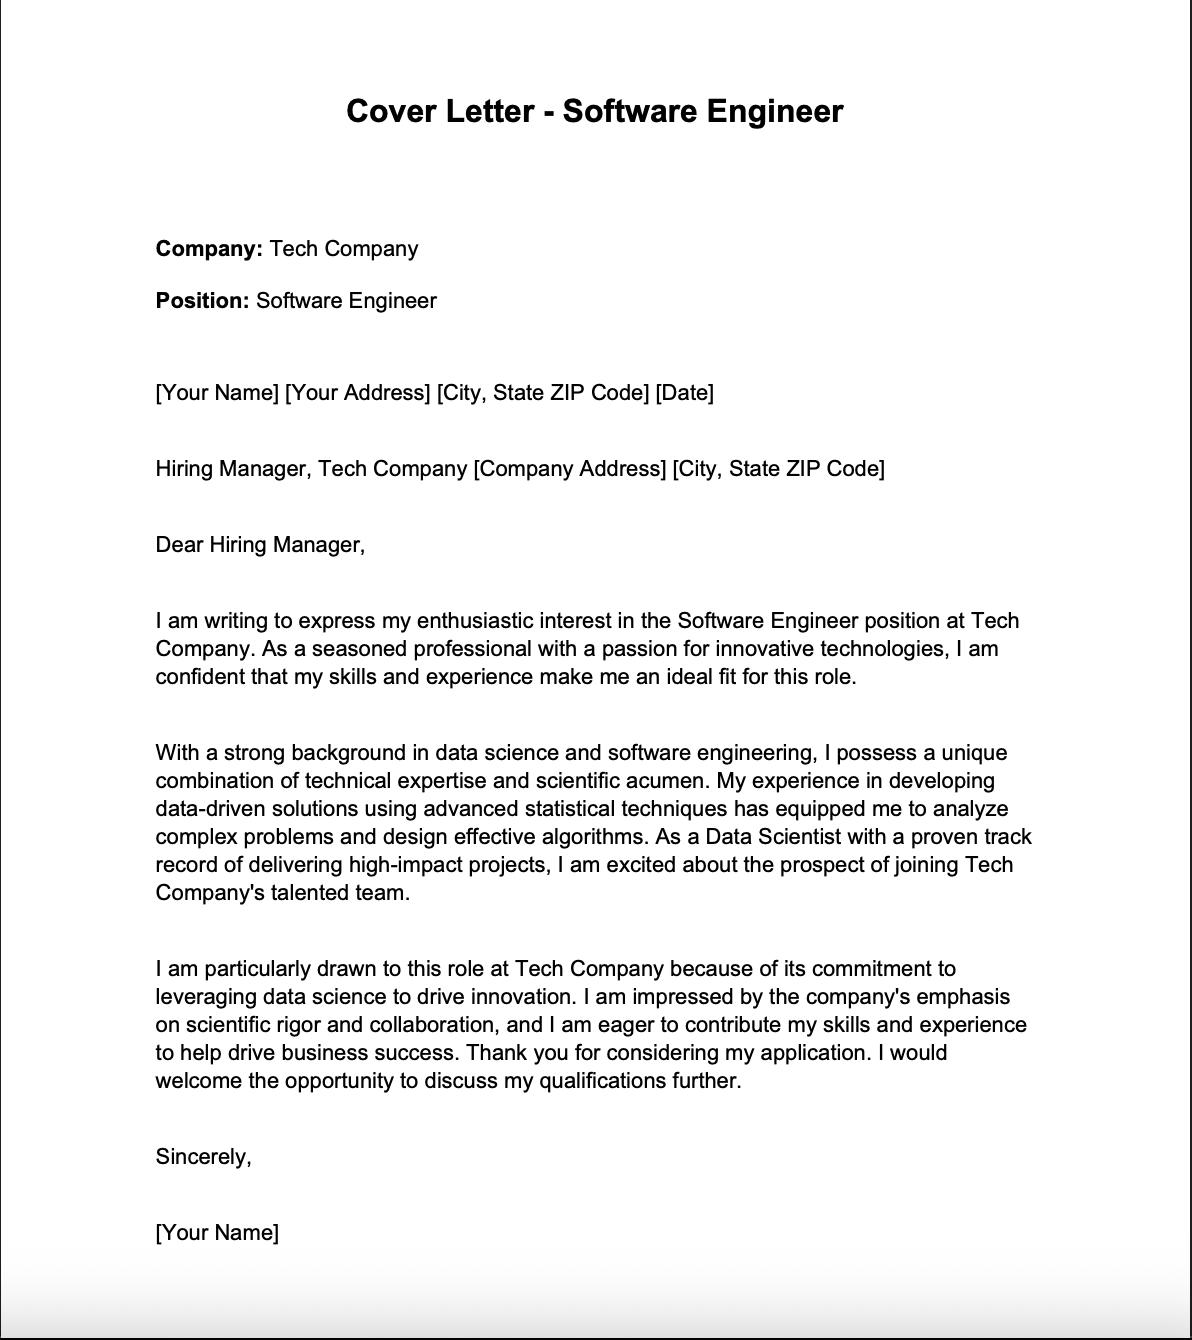 Cover Letter - Software Engineer
Company: Tech Company
Position: Software Engineer
[Your Name] [Your Address] [City, State ZIP Code] [Date]
Hiring Manager, Tech Company [Company Address] [City, State ZIP Code]
Dear Hiring Manager,
I am writing to express my enthusiastic interest in the Software Engineer position at Tech
Company. As a seasoned professional with a passion for innovative technologies, I am
confident that my skills and experience make me an ideal fit for this role.
With a strong background in data science and software engineering, I possess a unique
combination of technical expertise and scientific acumen. My experience in developing
data-driven solutions using advanced statistical techniques has equipped me to analyze
complex problems and design effective algorithms. As a Data Scientist with a proven track
record of delivering high-impact projects, I am excited about the prospect of joining Tech
Company's talented team.
I am particularly drawn to this role at Tech Company because of its commitment to
leveraging data science to drive innovation. I am impressed by the company's emphasis
on scientific rigor and collaboration, and I am eager to contribute my skills and experience
to help drive business success. Thank you for considering my application. I would
welcome the opportunity to discuss my qualifications further.
Sincerely,
[Your Name]